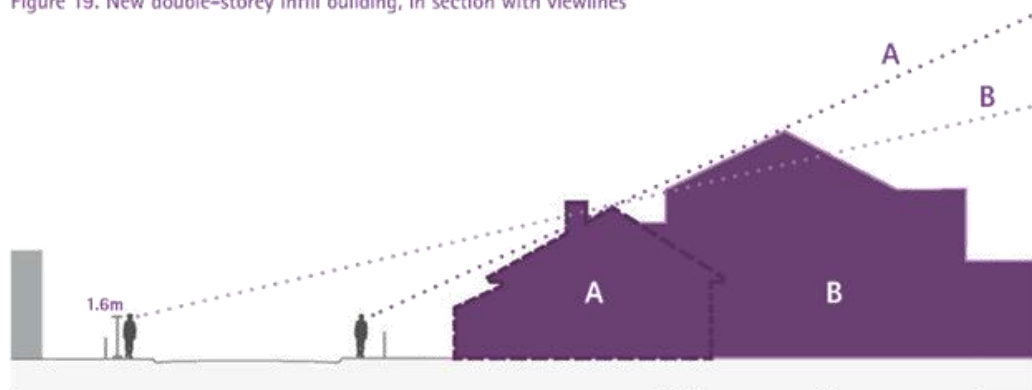 Figure 19. New double-storey infill building, in section with viewlines
A
B
1.6m
A
B